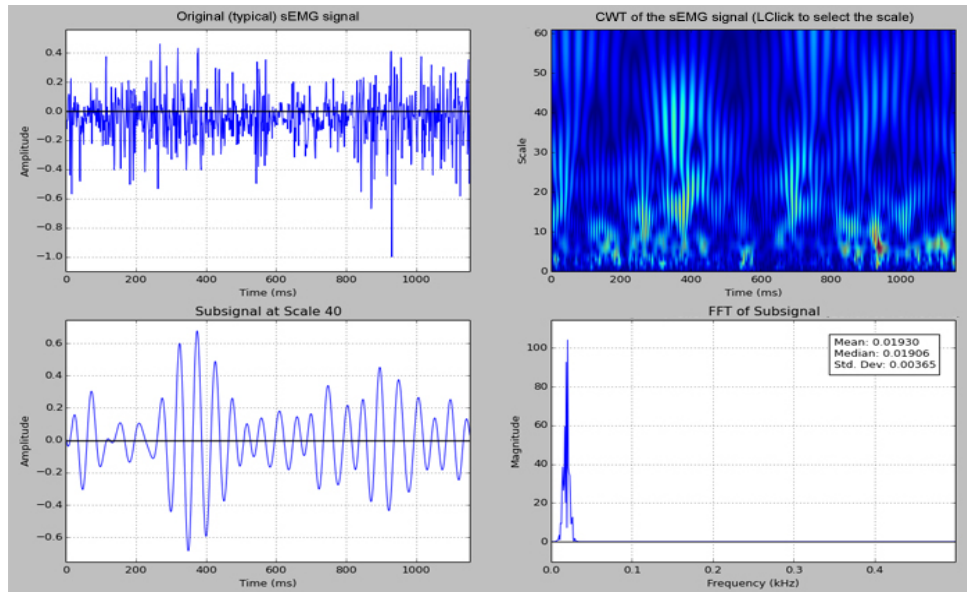 Original (typical) sEMG signal
Amplitude
0.4
0.2
0.0
−0.2
−0.4
−0.6
−0.8
−1.0
0 200 400 600 800 1000
Time (ms)
CWT of the sEMG signal (LClick to select the scale)
Scale
60
50
40
30
20
10
0
0 200 400 600 800 1000
Time (ms)
Subsignal at Scale 40
Amplitude
0.6
0.4
0.2
0.0
−0.2
−0.4
−0.6
0 200 400 600 800 1000
Time (ms)
FFT of Subsignal
Magnitude
100
80
60
40
20
0
Mean: 0.01930
Median: 0.01906
Std. Dev: 0.00365
0.0 0.1 0.2 0.3 0.4
Frequency (kHz)